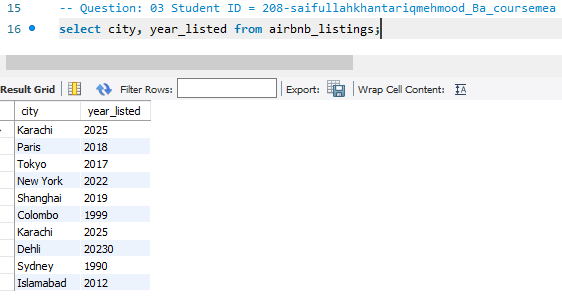 15 -- Question: 03 Student ID = 208-saifullahkhantariqmehmood_Ba_coursemea
16 select city, year_listed from airbnb_listings;
Result Grid Filter Rows: Export: Wrap Cell Content: IA
city year_listed
Karachi 2025
Paris 2018
Tokyo 2017
New York 2022
Shanghai 2019
Colombo 1999
Karachi 2025
Dehli 20230
Sydney 1990
Islamabad 2012